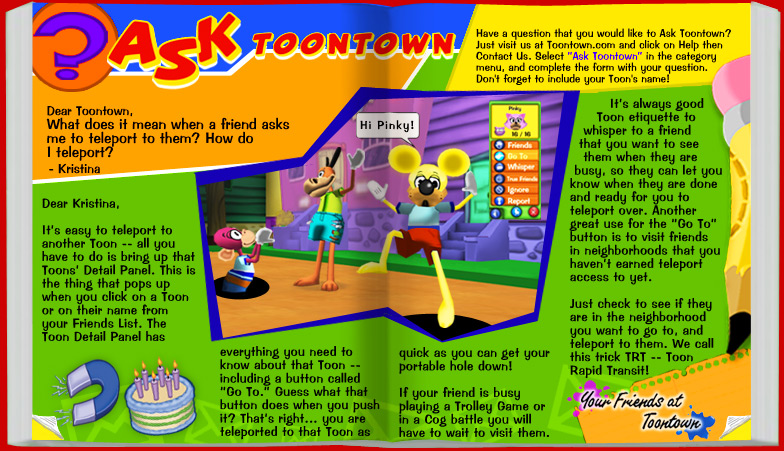 ASK TOONTOWN
Have a question that you would like to Ask Toontown?
Just visit us at Toontown.com and click on Help then
Contact Us. Select "Ask Toontown" in the category
menu, and complete the form with your question.
Don't forget to include your Toon's name!
Dear Toontown,
What does it mean when a friend asks
me to teleport to them? How do
I teleport?
- Kristina
Dear Kristina,
It's easy to teleport to
another Toon -- all you
have to do is bring up that
Toons' Detail Panel. This is
the thing that pops up
when you click on a Toon
or on their name from
your Friends List. The
Toon Detail Panel has
everything you need to
know about that Toon --
including a button called
"Go To." Guess what that
button does when you push
it? That's right... you are
teleported to that Toon as
quick as you can get your
portable hole down!
If your friend is busy
playing a Trolley Game or
in a Cog battle you will
have to wait to visit them.
Hi Pinky!
Pinky
16 / 16
Friends
Go To
Whisper
True Friends
Ignore
Report
It's always good
Toon etiquette to
whisper to a friend
that you want to see
them when they are
busy, so they can let you
know when they are done
and ready for you to
teleport over. Another
great use for the "Go To"
button is to visit friends
in neighborhoods that you
haven't earned teleport
access to yet.
Just check to see if they
are in the neighborhood
you want to go to, and
teleport to them. We call
this trick TRT -- Toon
Rapid Transit!
Your Friends at
Toontown